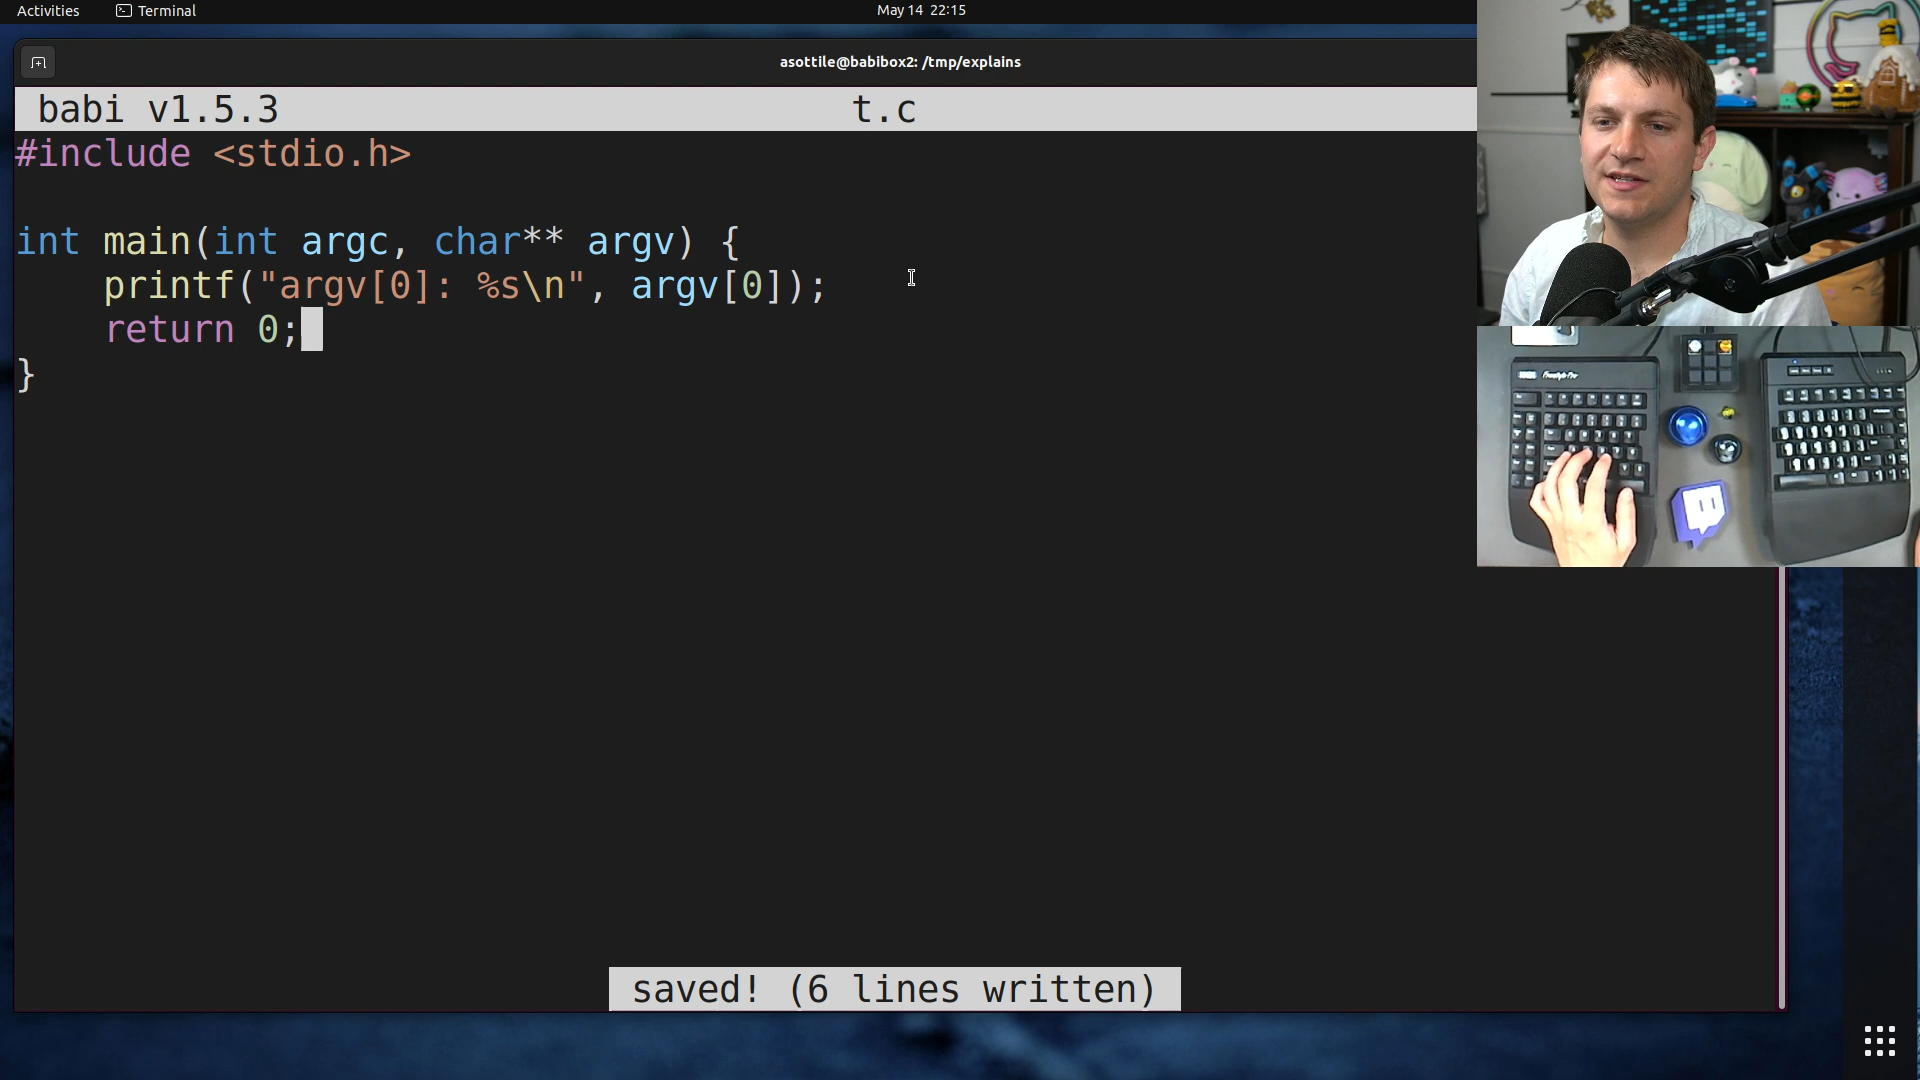 Activities Terminal May 14 22:15
asottile@babibox2: /tmp/explains
babi v1.5.3 t.c
#include <stdio.h>
int main(int argc, char** argv) {
printf("argv[0]: %s\n", argv[0]);
return 0;
}
saved! (6 lines written)